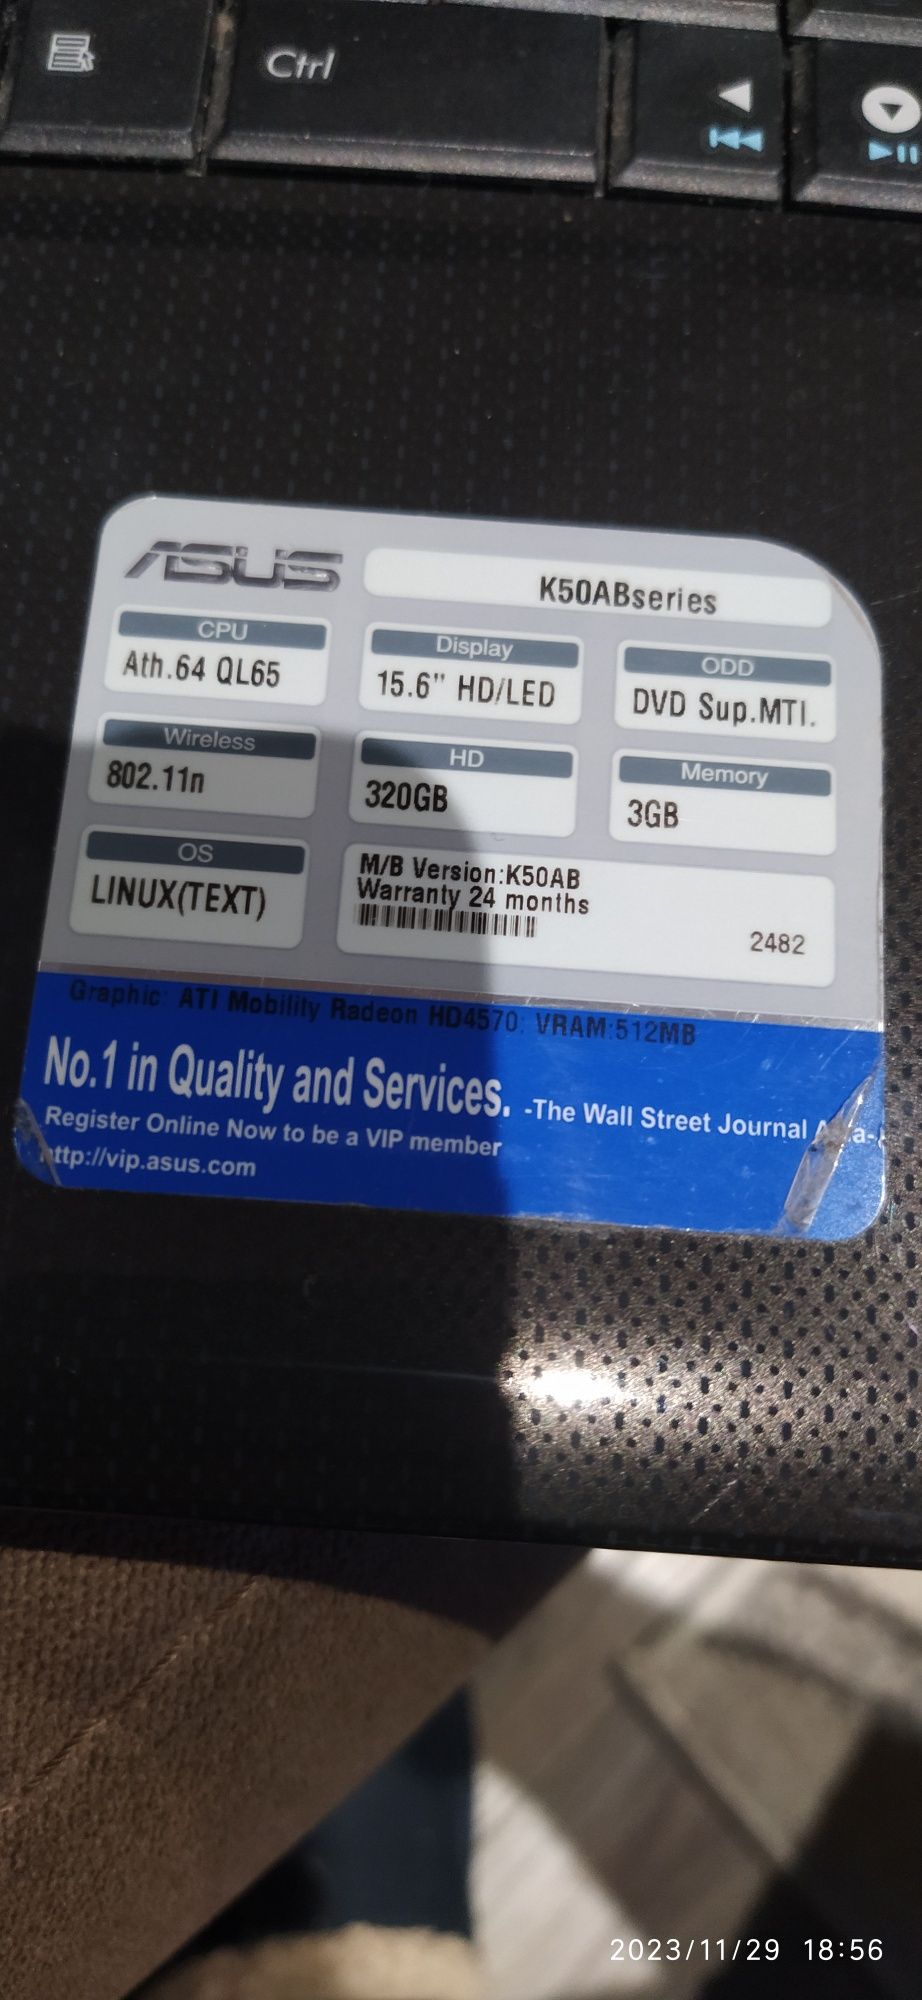 Ctrl
ASUS
K50ABseries
CPU
Ath.64 QL65
Display
15.6" HD/LED
ODD
DVD Sup.MTI.
Wireless
802.11n
HD
320GB
Memory
3GB
OS
LINUX(TEXT)
M/B Version:K50AB
Warranty 24 months
2482
Graphic: ATI Mobility Radeon HD4570: VRAM:512MB
No.1 in Quality and Services. -The Wall Street Journal
Register Online Now to be a VIP member
http://vip.asus.com
2023/11/29 18:56